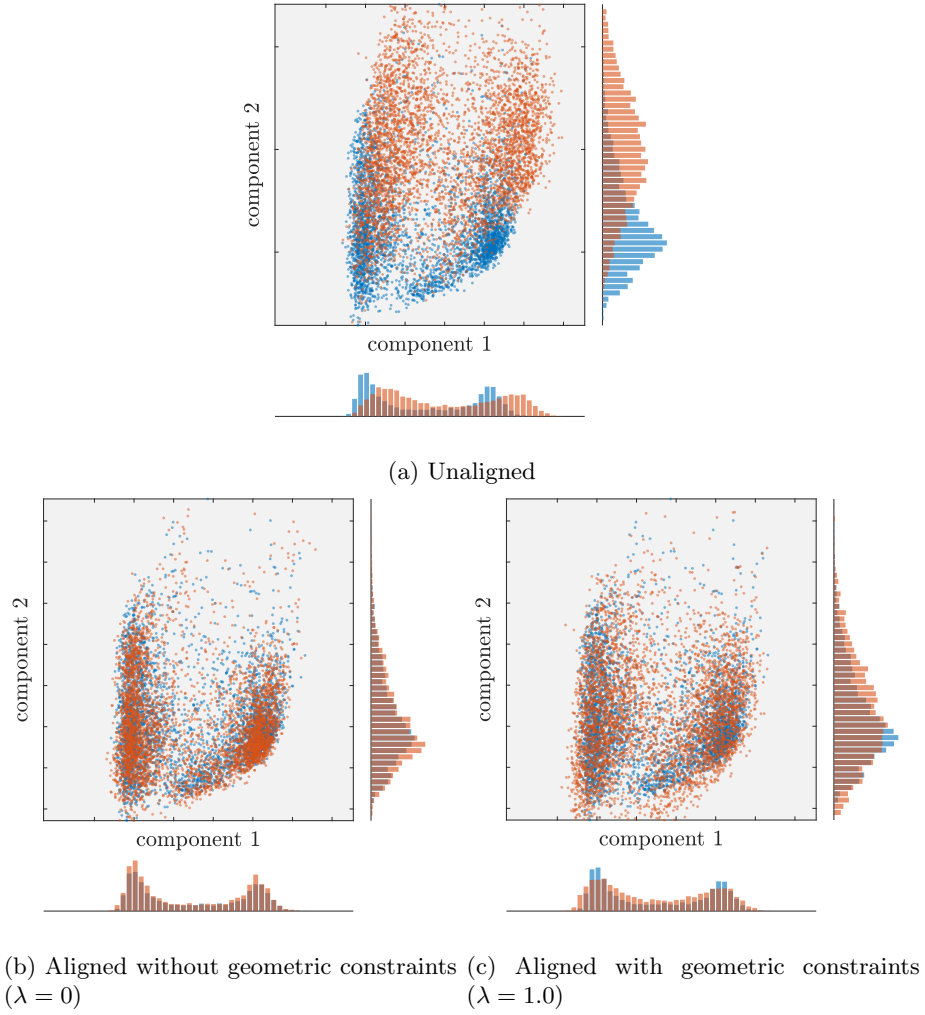 component 2
component 1
(a) Unaligned
component 2
component 1
component 2
component 1
(b) Aligned without geometric constraints
(λ = 0)
(c) Aligned with geometric constraints
(λ = 1.0)